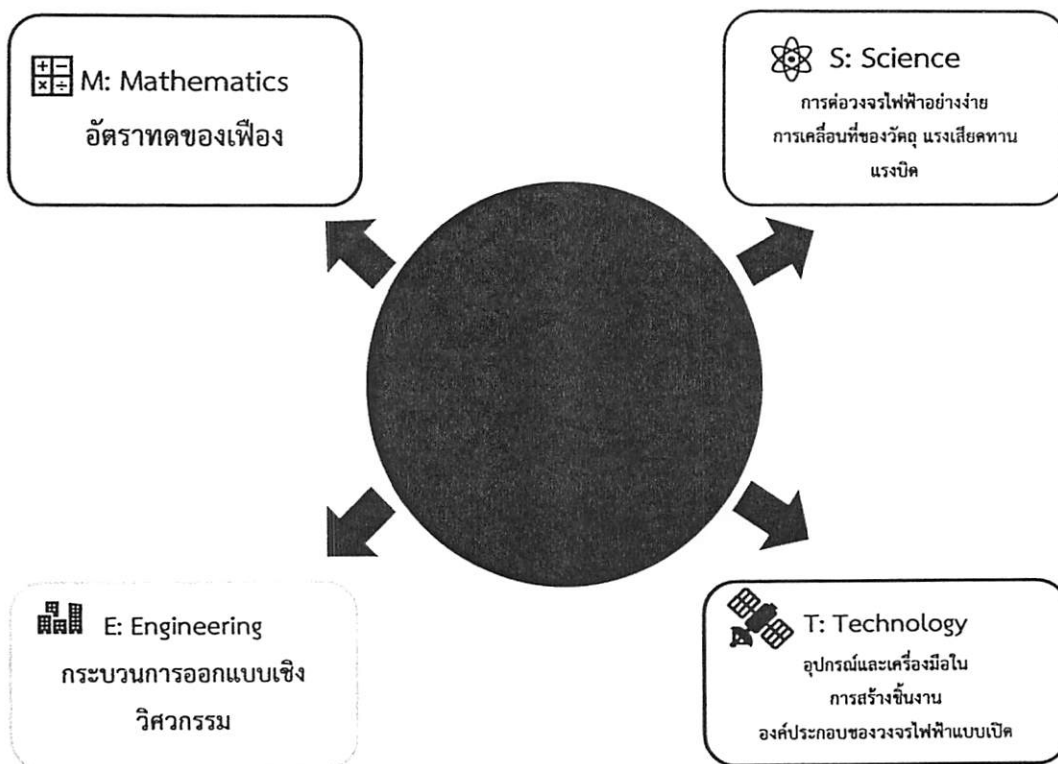 M: Mathematics
อัตราทดของเฟือง
S: Science
การต่อวงจรไฟฟ้าอย่างง่าย
การเคลื่อนที่ของวัตถุ แรงเสียดทาน
แรงบิด
E: Engineering
กระบวนการออกแบบเชิง
วิศวกรรม
T: Technology
อุปกรณ์และเครื่องมือใน
การสร้างชิ้นงาน
องค์ประกอบของวงจรไฟฟ้าแบบเปิด